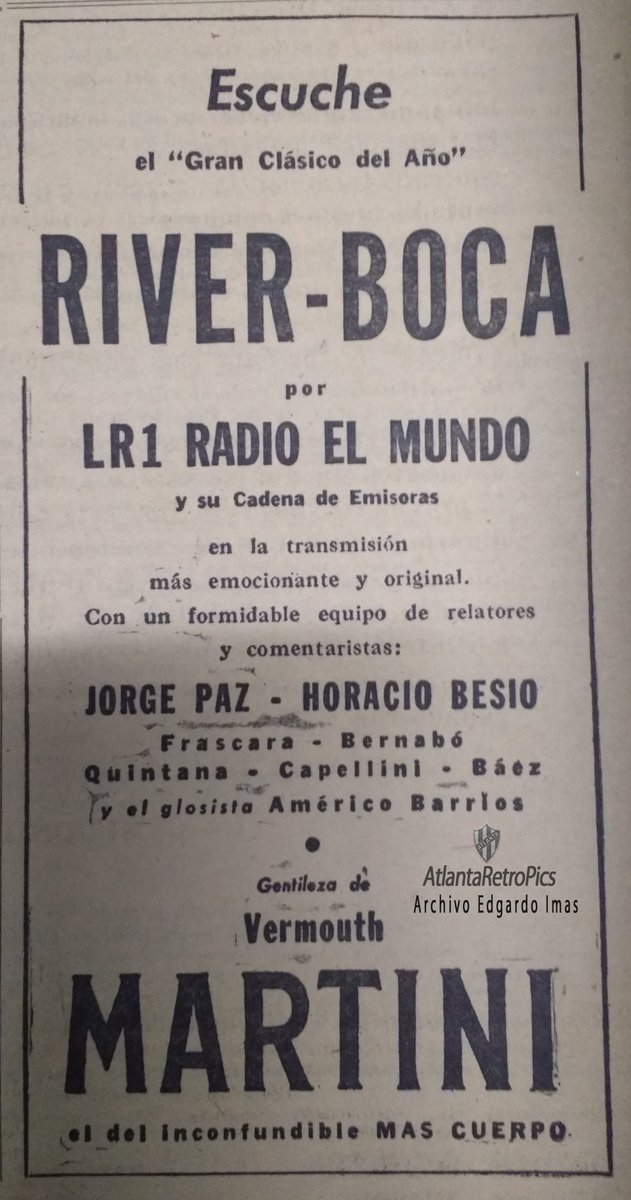 Escuche
el "Gran Clásico del Año"
RIVER-BOCA
por
LR1 RADIO EL MUNDO
y su Cadena de Emisoras
en la transmisión
más emocionante y original.
Con un formidable equipo de relatores
y comentaristas:
JORGE PAZ - HORACIO BESIO
Frascara - Bernabó
Quintana - Capellini - Báez
y el glosista Américo Barrios
AtlantaRetroPics
Archivo Edgardo Imas
Gentileza de
Vermouth
MARTINI
el del inconfundible MAS CUERPO.